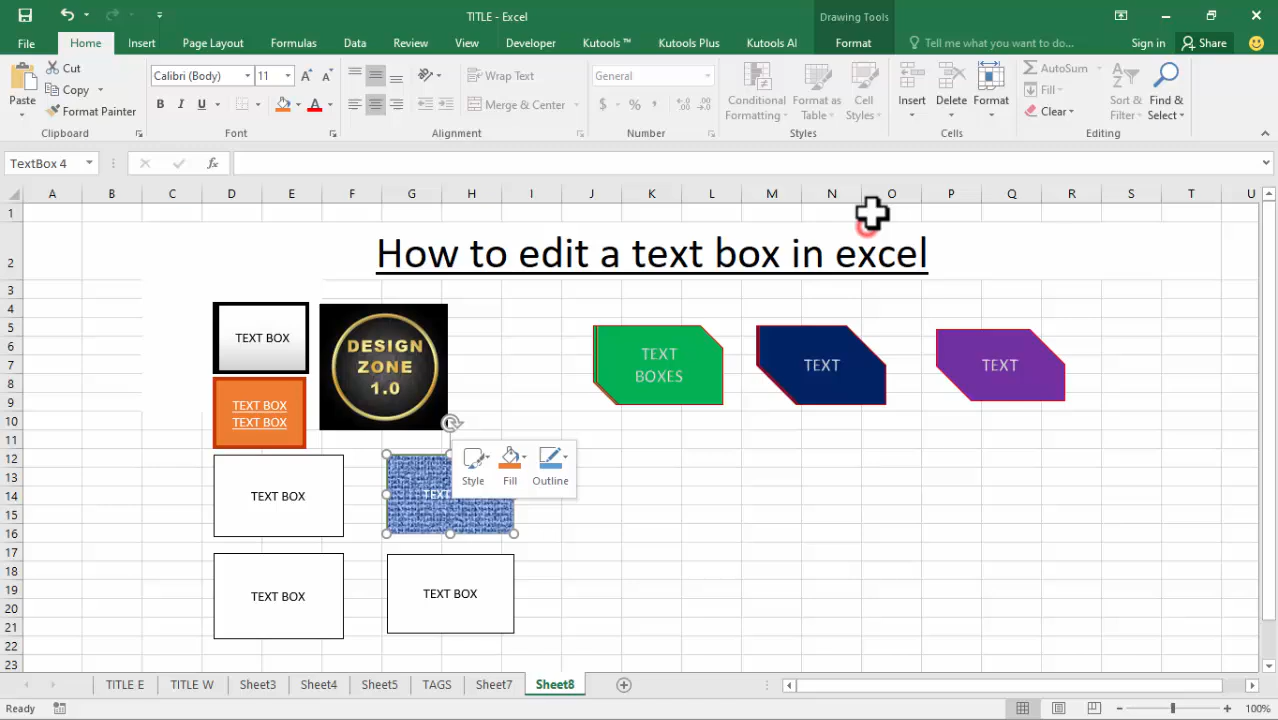 TITLE - Excel
Drawing Tools
File Home Insert Page Layout Formulas Data Review View Developer Kutools ™ Kutools Plus Kutools AI Format Tell me what you want to do... Sign in Share
Paste
Cut
Copy
Format Painter
Clipboard
Calibri (Body) 11
B I U
Font
Wrap Text
Merge & Center
Alignment
General
$ % ,
Number
Conditional Formatting
Format as Table
Cell Styles
Styles
Insert Delete Format
Cells
AutoSum
Fill
Clear
Sort & Filter
Find & Select
Editing
TextBox 4
fx
A B C D E F G H I J K L M N O P Q R S T U
1
2
3
4
5
6
7
8
9
10
11
12
13
14
15
16
17
18
19
20
21
22
23
How to edit a text box in excel
TEXT BOX
DESIGN
ZONE
1.0
TEXT
BOXES
TEXT
TEXT
TEXT BOX
TEXT BOX
Style Fill Outline
TEXT BOX
TEXT BOX
TEXT BOX
TITLE E TITLE W Sheet3 Sheet4 Sheet5 TAGS Sheet7 Sheet8
Ready
100%